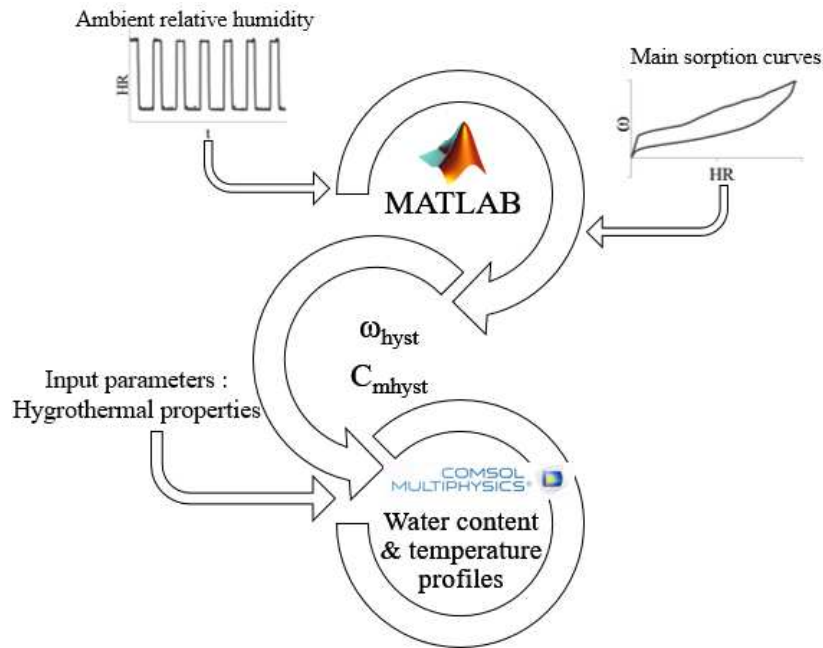 Ambient relative humidity
HR
t
Main sorption curves
ω
HR
MATLAB
ω_hyst
C_mhyst
Input parameters :
Hygrothermal properties
COMSOL
MULTIPHYSICS®
Water content
& temperature
profiles